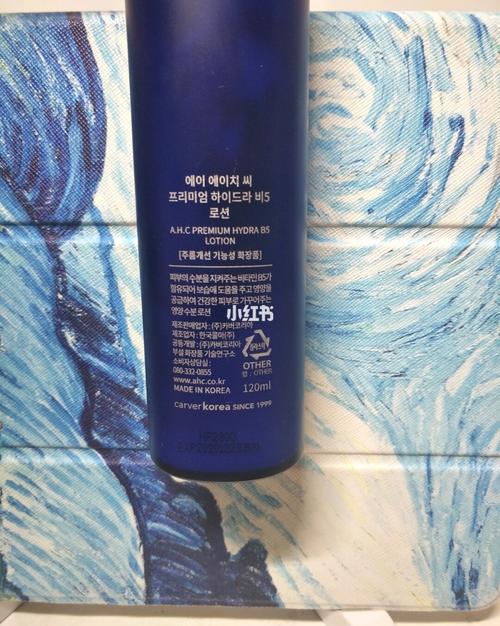 에어 에이치 씨
프리미엄 하이드라 비5
로션
A.H.C PREMIUM HYDRA B5
LOTION
[주름개선 기능성 화장품]
피부의 수분을 지켜주는 비타민 B5가
함유되어 보습에 도움을 주고 영양을
공급하여 건강한 피부로 가꾸어주는
영양 수분 로션
小红书
제조판매업자 : (주)카버코리아
제조업자 : 한국콜마(주)
공동개발 : (주)카버코리아
부설 화장품 기술연구소
소비자상담실 :
080-332-0855
www.ahc.co.kr
MADE IN KOREA
플라스틱
OTHER
캡 : OTHER
120ml
carverkorea SINCE 1999